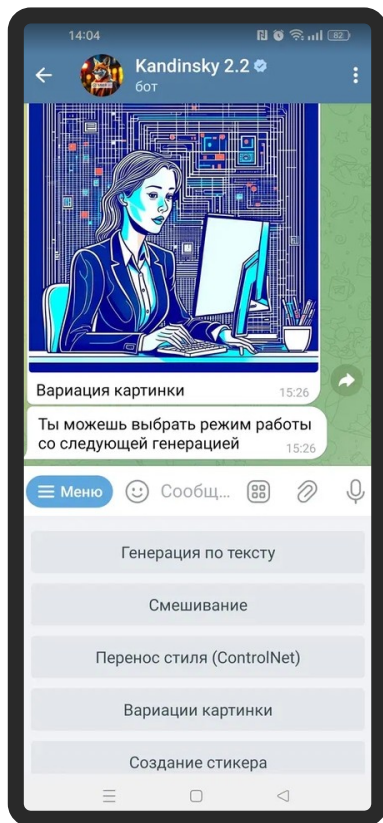 14:04
82
Kandinsky 2.2
бот
Вариация картинки
15:26
Ты можешь выбрать режим работы
со следующей генерацией
15:26
Меню
Сообщ...
Генерация по тексту
Смешивание
Перенос стиля (ControlNet)
Вариации картинки
Создание стикера